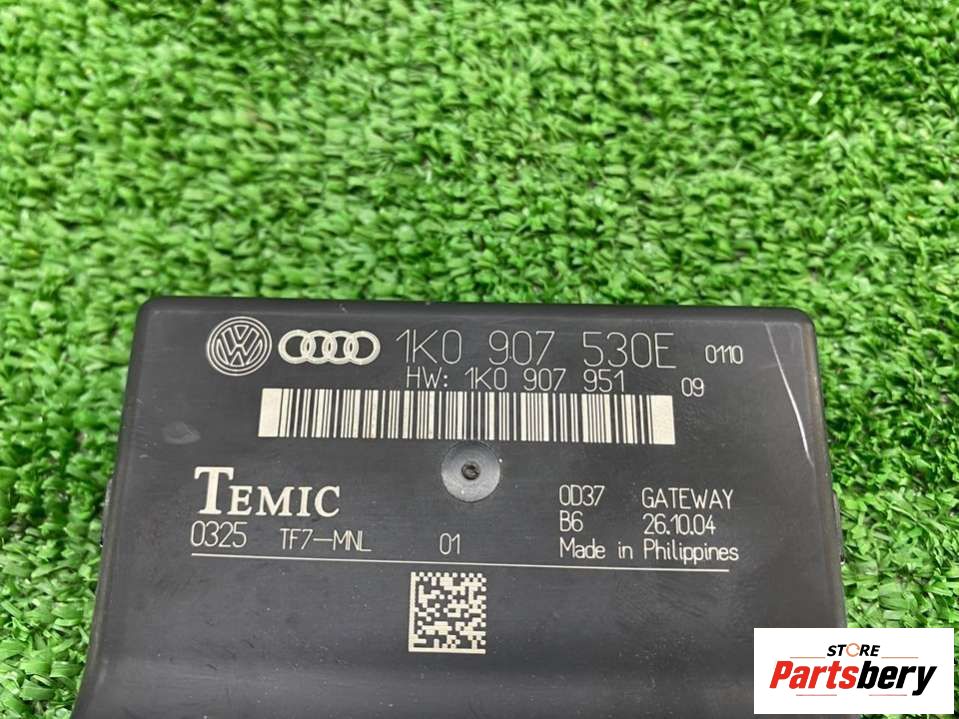 1K0 907 530E 0110
HW: 1K0 907 951 09
TEMIC
0325 TF7-MNL 01
0D37 GATEWAY
B6 26.10.04
Made in Philippines
STORE
Partsbery